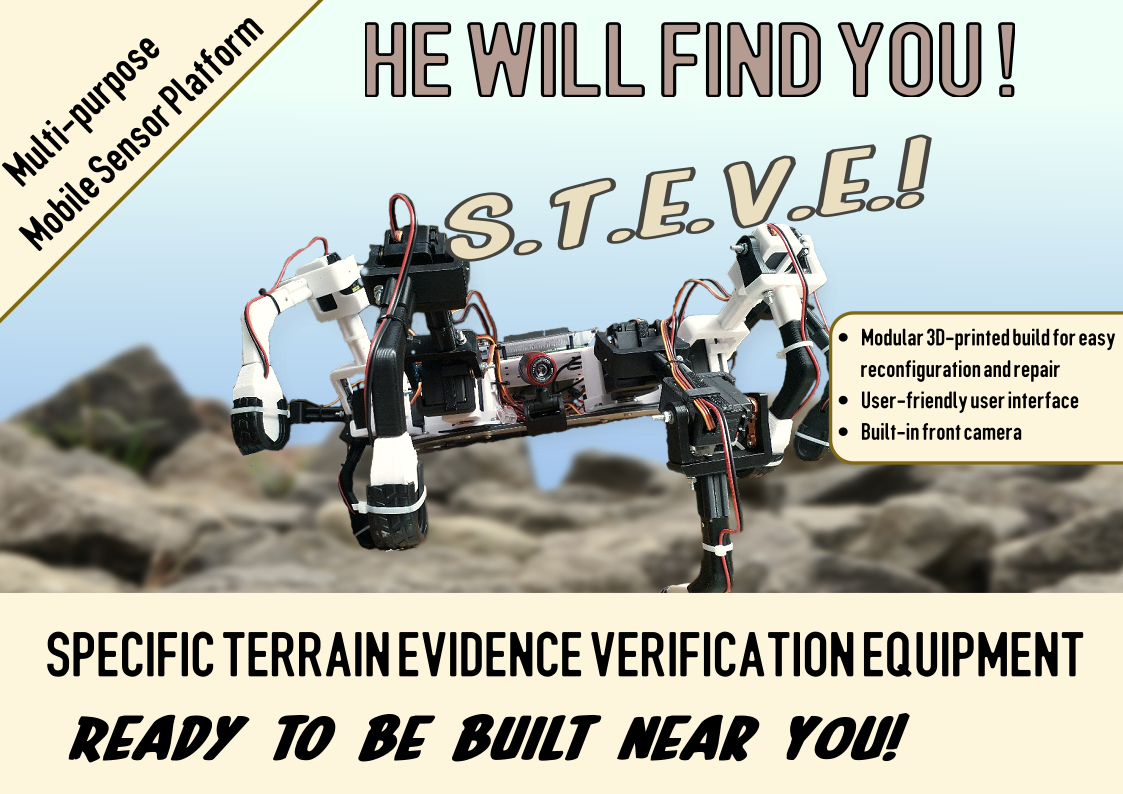 Multi-purpose
Mobile Sensor Platform
HE WILL FIND YOU!
S.T.E.V.E.!
• Modular 3D-printed build for easy
reconfiguration and repair
• User-friendly user interface
• Built-in front camera
SPECIFIC TERRAIN EVIDENCE VERIFICATION EQUIPMENT
READY TO BE BUILT NEAR YOU!